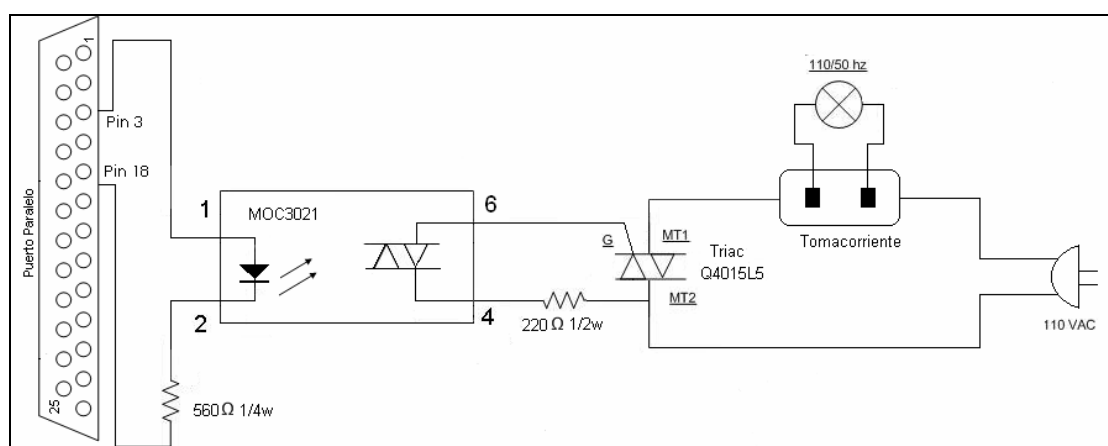 1
Pin 3
Pin 18
Puerto Paralelo
25
1
2
MOC3021
6
4
560Ω 1/4w
220Ω 1/2w
G
MT1
MT2
Triac
Q4015L5
110/50 hz
Tomacorriente
110 VAC